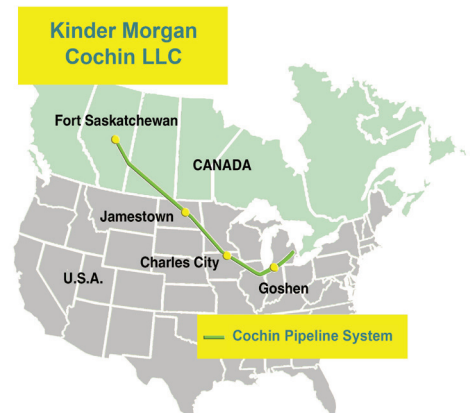 Kinder Morgan
Cochin LLC
Fort Saskatchewan
CANADA
Jamestown
Charles City
U.S.A.
Goshen
Cochin Pipeline System